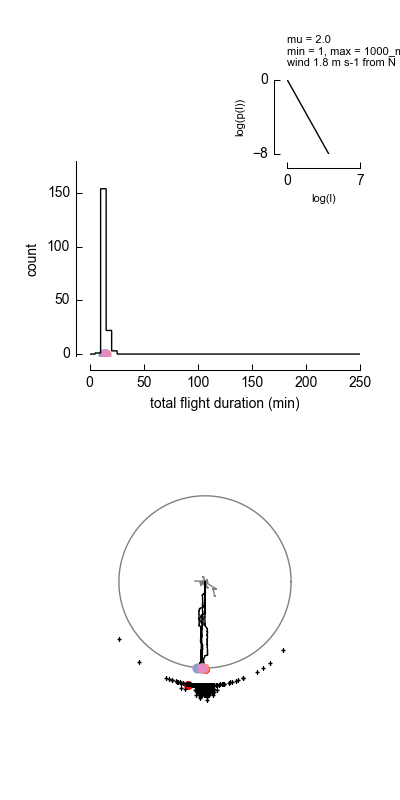 mu = 2.0
min = 1, max = 1000_m
wind 1.8 m s-1 from N
0
log(p(l))
−8
0
7
log(l)
150
100
50
0
count
0
50
100
150
200
250
total flight duration (min)